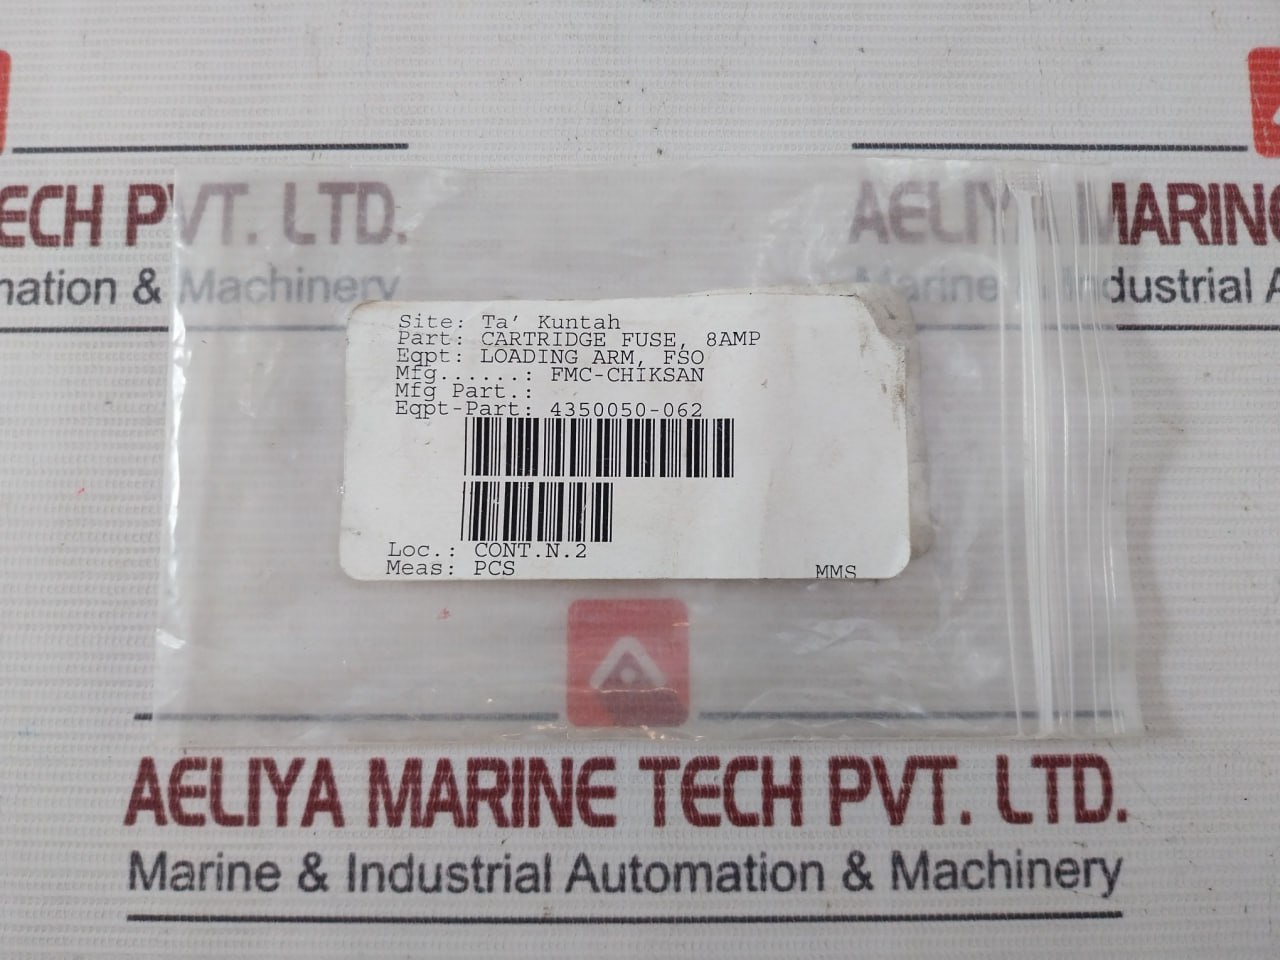 ECH PVT. LTD.
mation & Machinery
AELIYA MARIN
Marine & Industrial A
Site: Ta' Kuntah
Part: CARTRIDGE FUSE, 8AMP
Eqpt: LOADING ARM, FSO
Mfg......: FMC-CHIKSAN
Mfg Part.:
Eqpt-Part: 4350050-062
Loc.: CONT.N.2
Meas: PCS MMS
AELIYA MARINE TECH PVT. LTD.
Marine & Industrial Automation & Machinery